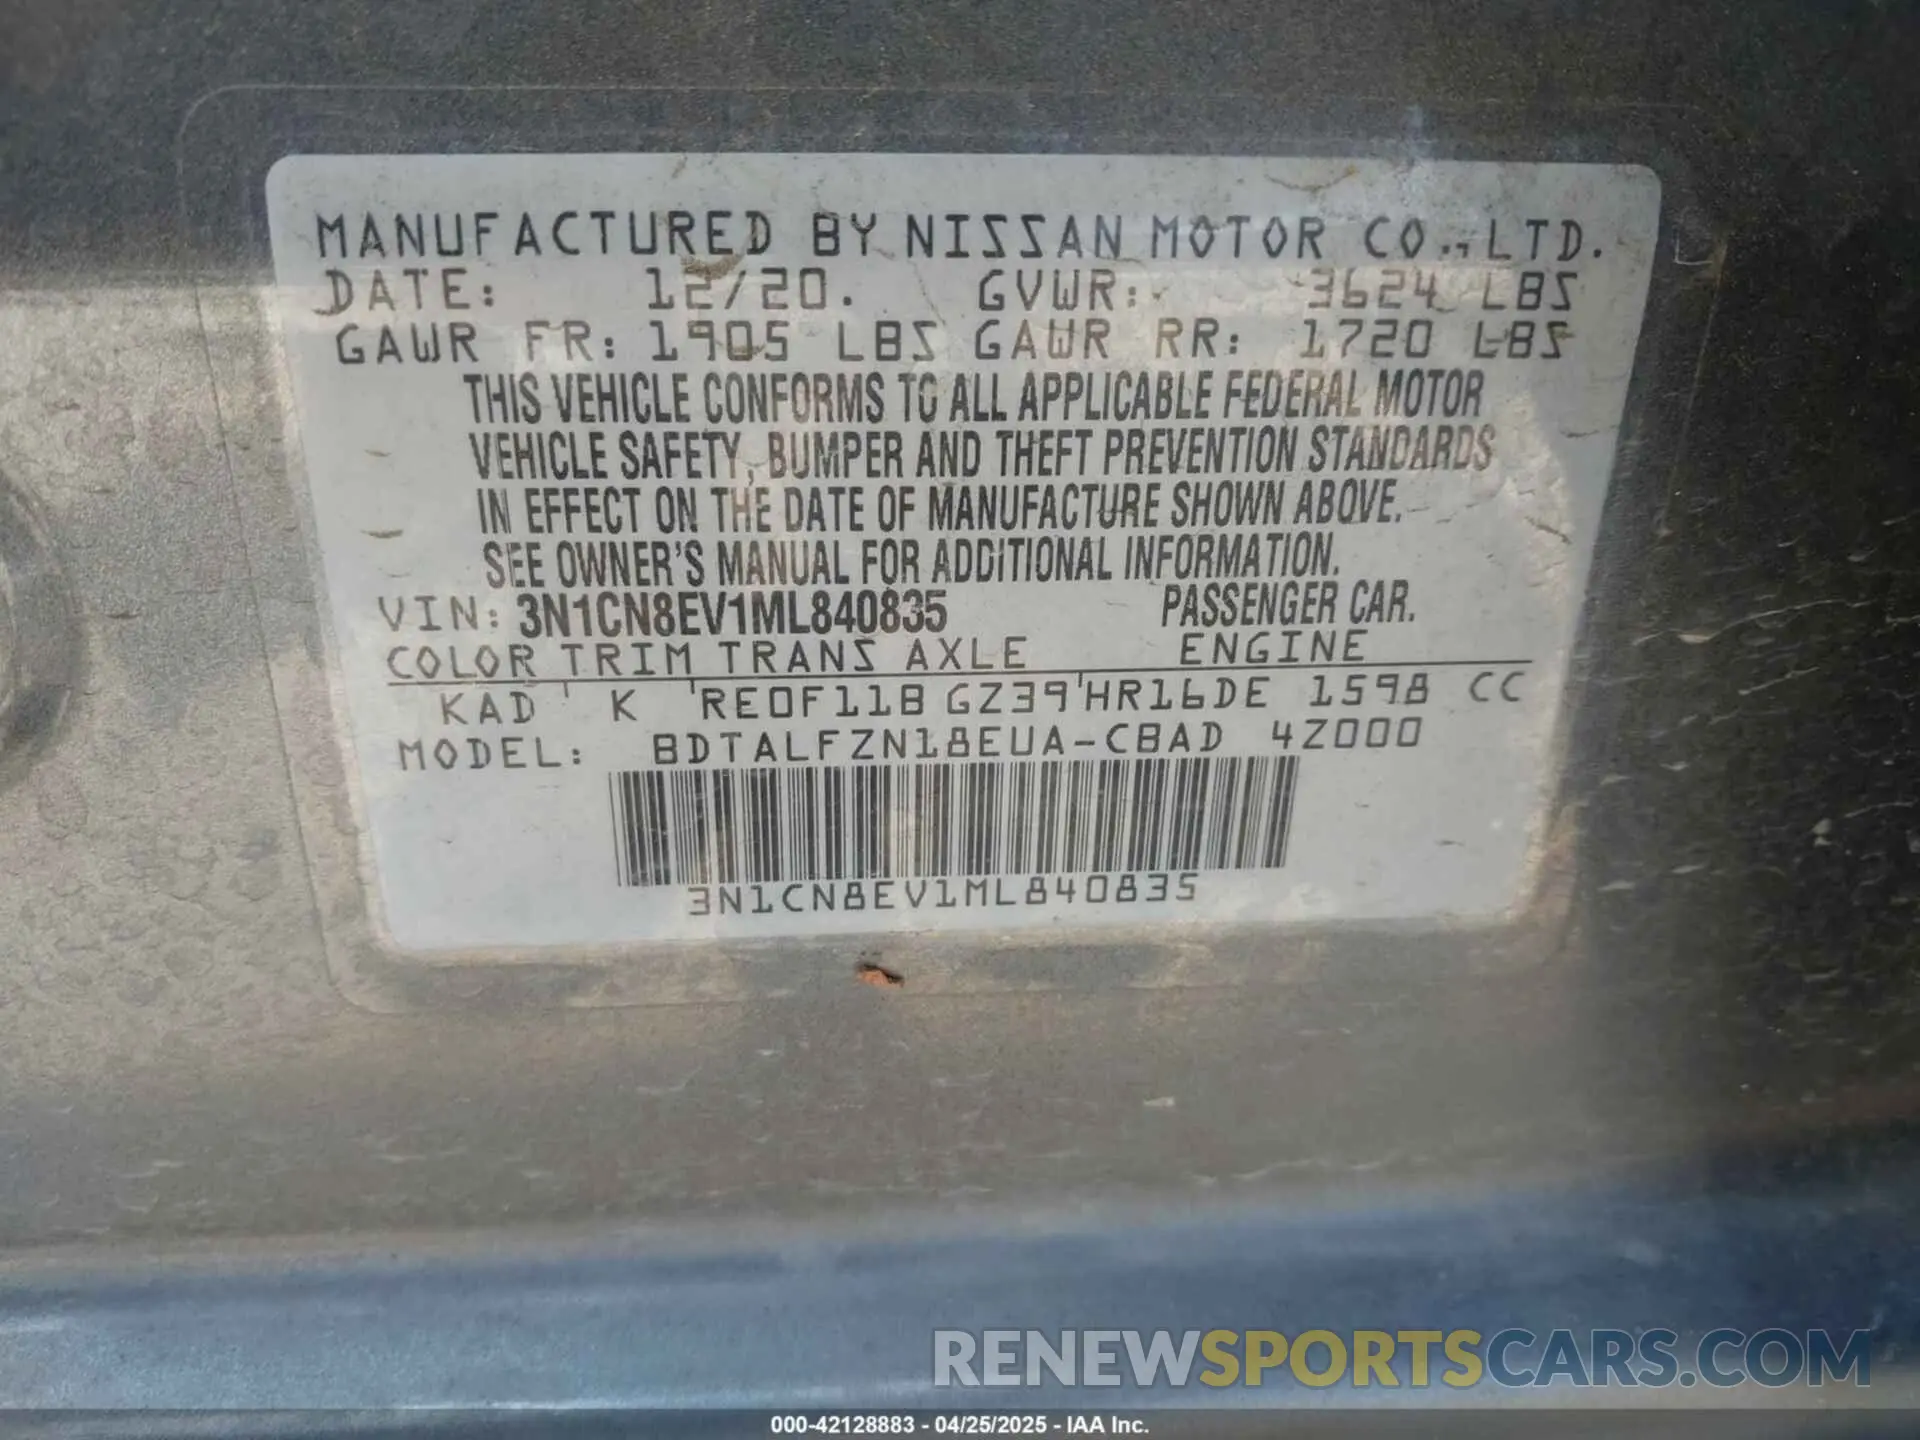 MANUFACTURED BY NISSAN MOTOR CO., LTD.
DATE: 12/20. GVWR: 3624 LBS
GAWR FR: 1905 LBS GAWR RR: 1720 LBS
THIS VEHICLE CONFORMS TO ALL APPLICABLE FEDERAL MOTOR
VEHICLE SAFETY, BUMPER AND THEFT PREVENTION STANDARDS
IN EFFECT ON THE DATE OF MANUFACTURE SHOWN ABOVE.
SEE OWNER'S MANUAL FOR ADDITIONAL INFORMATION.
VIN: 3N1CN8EV1ML840835 PASSENGER CAR.
COLOR TRIM TRANS AXLE ENGINE
KAD K RE0F11B GZ39 HR16DE 1598 CC
MODEL: BDTALFZN18EUA-CBAD 4Z000
3N1CN8EV1ML840835
RENEWSPORTSCARS.COM
000-42128883 - 04/25/2025 - IAA Inc.